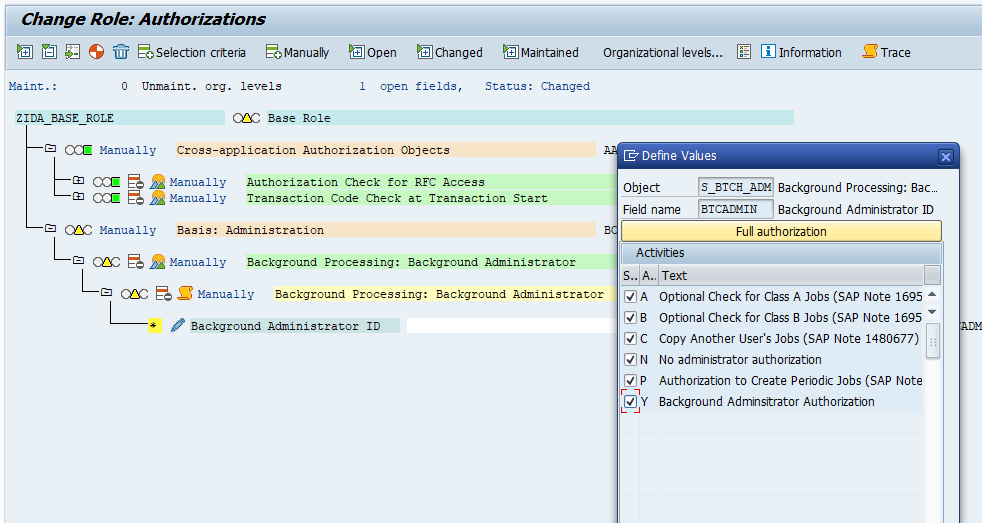 Change Role: Authorizations
Selection criteria Manually Open Changed Maintained Organizational levels... Information Trace
Maint.: 0 Unmaint. org. levels 1 open fields, Status: Changed
ZIDA_BASE_ROLE Base Role
Manually Cross-application Authorization Objects AA
Manually Authorization Check for RFC Access
Manually Transaction Code Check at Transaction Start
Manually Basis: Administration BC
Manually Background Processing: Background Administrator
Manually Background Processing: Background Administrator
* Background Administrator ID
Define Values
Object S_BTCH_ADM Background Processing: Bac...
Field name BTCADMIN Background Administrator ID
Full authorization
Activities
S.. A.. Text
A Optional Check for Class A Jobs (SAP Note 1695
B Optional Check for Class B Jobs (SAP Note 1695
C Copy Another User's Jobs (SAP Note 1480677)
N No administrator authorization
P Authorization to Create Periodic Jobs (SAP Note
Y Background Adminsitrator Authorization